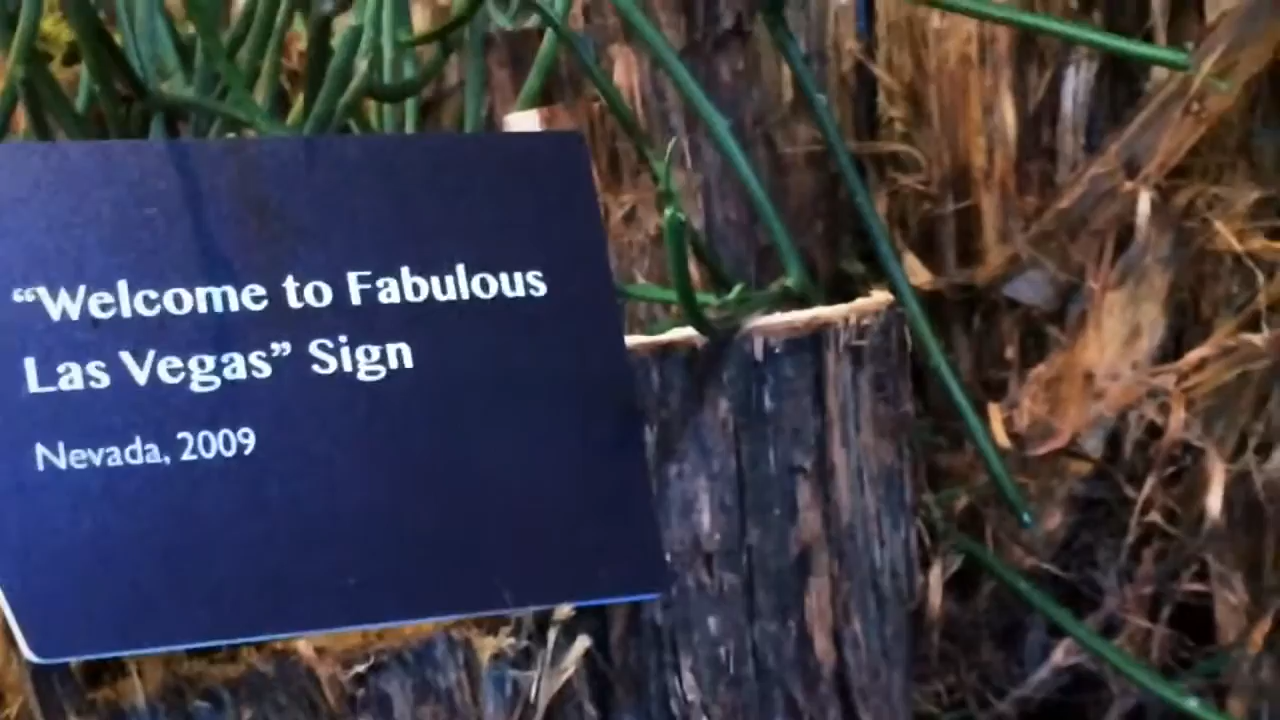 “Welcome to Fabulous
Las Vegas” Sign
Nevada, 2009